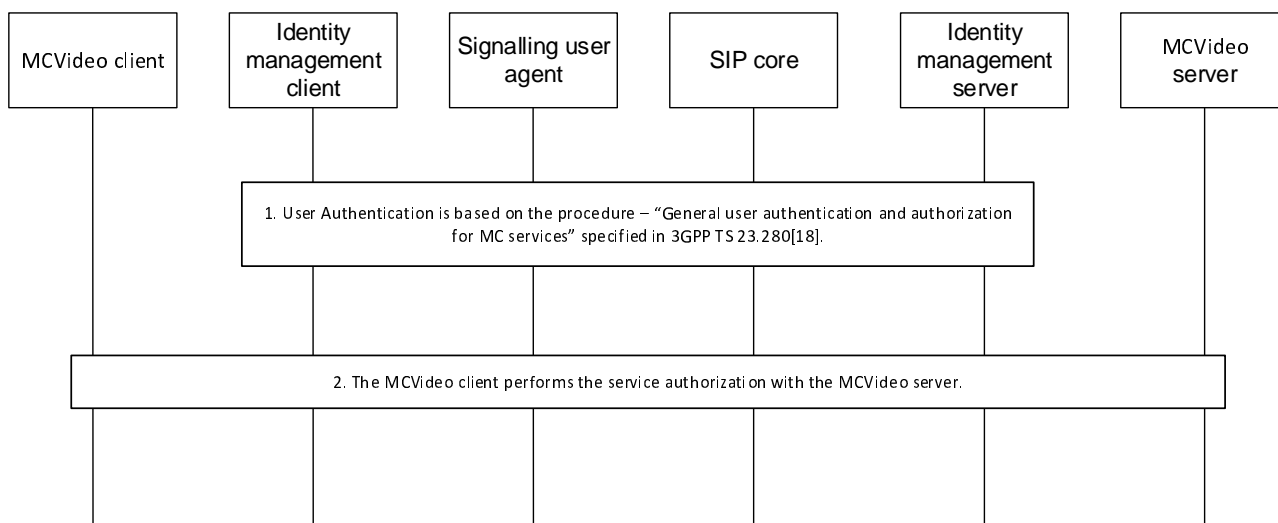 MCVideo client
Identity
management
client
Signalling user
agent
SIP core
Identity
management
server
MCVideo
server
1. User Authentication is based on the procedure – “General user authentication and authorization
for MC services” specified in 3GPP TS 23.280[18].
2. The MCVideo client performs the service authorization with the MCVideo server.